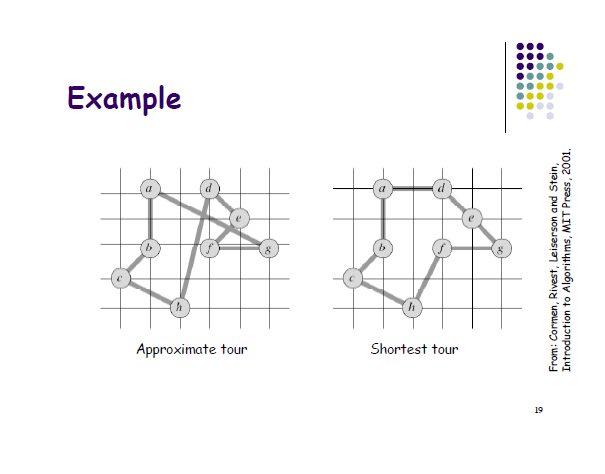 Example
a
d
e
b
f
g
c
h
a
d
e
b
f
g
c
h
Approximate tour
Shortest tour
From: Cormen, Rivest, Leiserson and Stein,
Introduction to Algorithms, MIT Press, 2001.
19